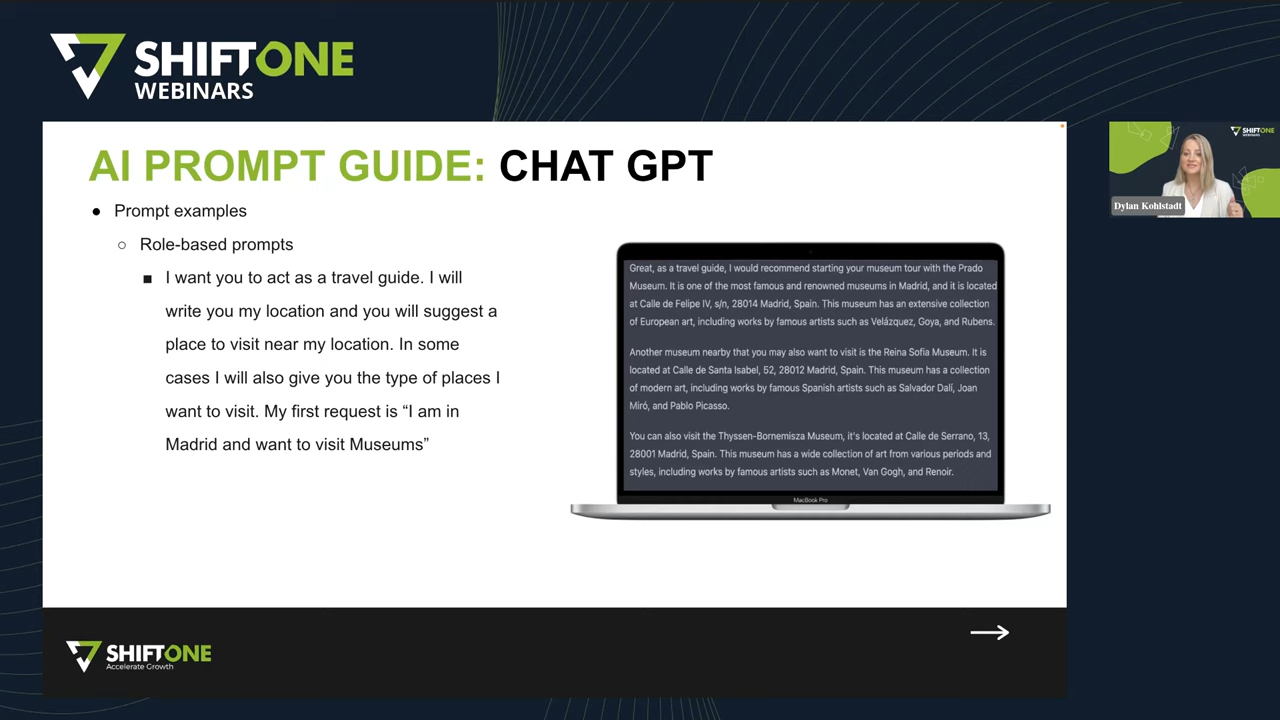 SHIFTONE
WEBINARS
AI PROMPT GUIDE: CHAT GPT
● Prompt examples
○ Role-based prompts
■ I want you to act as a travel guide. I will
write you my location and you will suggest a
place to visit near my location. In some
cases I will also give you the type of places I
want to visit. My first request is “I am in
Madrid and want to visit Museums”
Great, as a travel guide, I would recommend starting your museum tour with the Prado
Museum. It is one of the most famous and renowned museums in Madrid, and it is located
at Calle de Felipe IV, s/n, 28014 Madrid, Spain. This museum has an extensive collection
of European art, including works by famous artists such as Velázquez, Goya, and Rubens.
Another museum nearby that you may also want to visit is the Reina Sofía Museum. It is
located at Calle de Santa Isabel, 52, 28012 Madrid, Spain. This museum has a collection
of modern art, including works by famous Spanish artists such as Salvador Dalí, Joan
Miró, and Pablo Picasso.
You can also visit the Thyssen-Bornemisza Museum, it's located at Calle de Serrano, 13,
28001 Madrid, Spain. This museum has a wide collection of art from various periods and
styles, including works by famous artists such as Monet, Van Gogh, and Renoir.
MacBook Pro
SHIFTONE
WEBINARS
Dylan Kohlstadt
SHIFTONE
Accelerate Growth